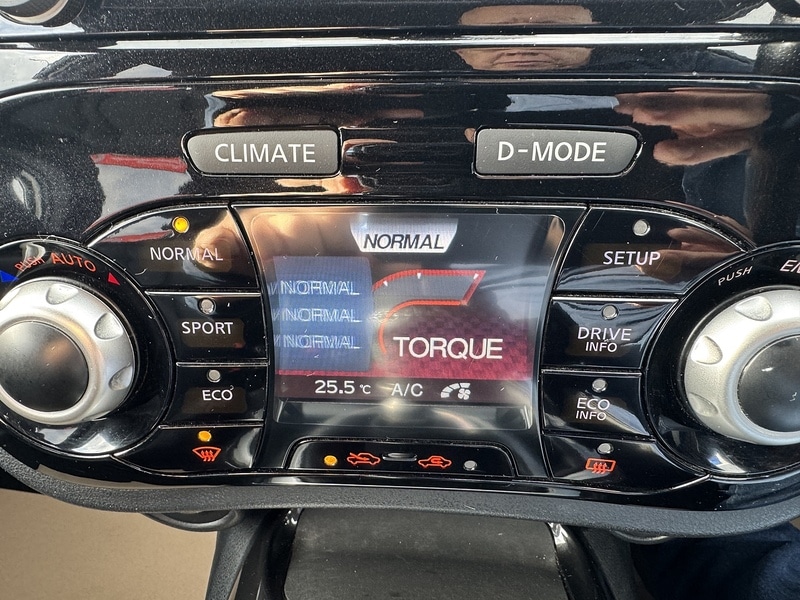 CLIMATE
D-MODE
NORMAL
NORMAL
SETUP
PUSH AUTO
PUSH
NORMAL
NORMAL
NORMAL
SPORT
TORQUE
DRIVE
INFO
ECO
25.5 °C A/C
ECO
INFO